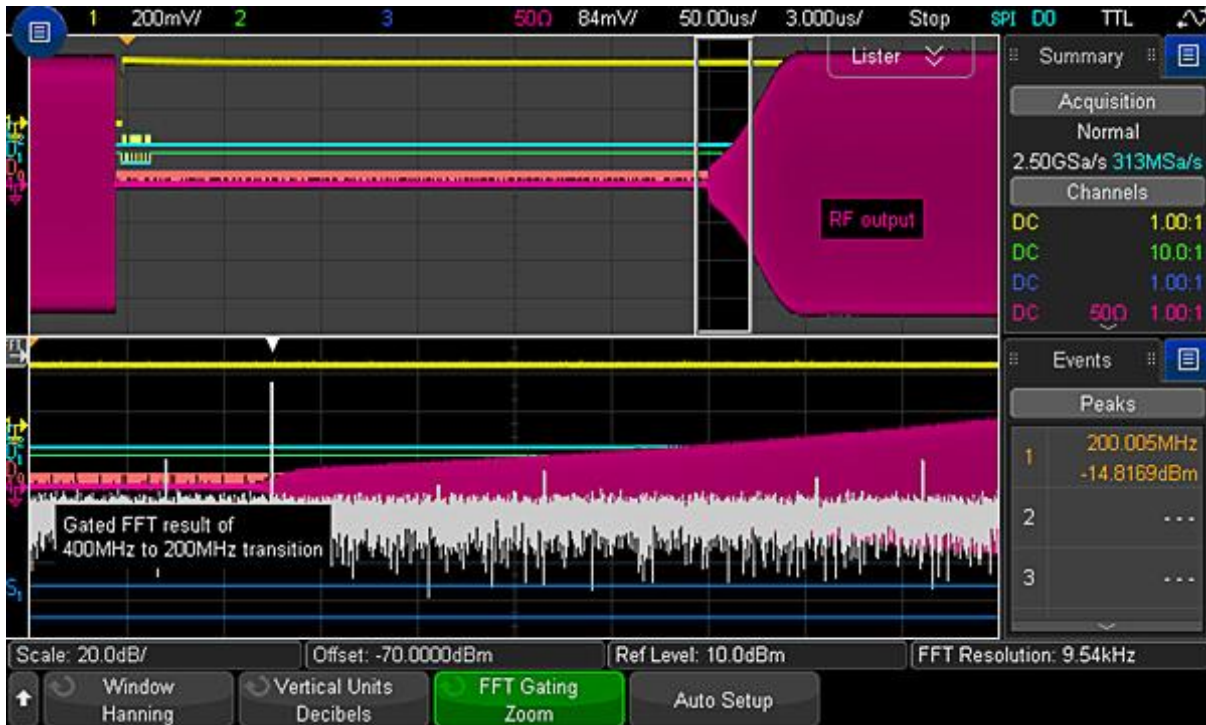 1 200mV/ 2 3 50Ω 84mV/ 50.00us/ 3.000us/ Stop SPI D0 TTL
Lister
RF output
Summary
Acquisition
Normal
2.50GSa/s 313MSa/s
Channels
DC 1.00:1
DC 10.0:1
DC 1.00:1
DC 50Ω 1.00:1
Gated FFT result of
400MHz to 200MHz transition
S1
Events
Peaks
1 200.005MHz
-14.8169dBm
2 ---
3 ---
Scale: 20.0dB/ Offset: -70.0000dBm Ref Level: 10.0dBm FFT Resolution: 9.54kHz
Window
Hanning
Vertical Units
Decibels
FFT Gating
Zoom
Auto Setup